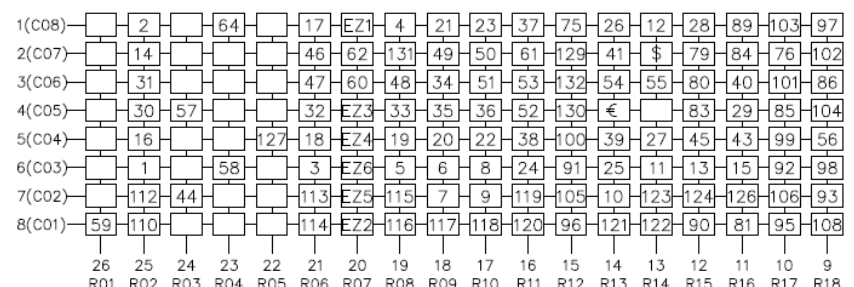 1(C08) 2 64 17 EZ1 4 21 23 37 75 26 12 28 89 103 97
2(C07) 14 46 62 131 49 50 61 129 41 $ 79 84 76 102
3(C06) 31 47 60 48 34 51 53 132 54 55 80 40 101 86
4(C05) 30 57 32 EZ3 33 35 36 52 130 € 83 29 85 104
5(C04) 16 127 18 EZ4 19 20 22 38 100 39 27 45 43 99 56
6(C03) 1 58 3 EZ6 5 6 8 24 91 25 11 13 15 92 98
7(C02) 112 44 113 EZ5 115 7 9 119 105 10 123 124 126 106 93
8(C01) 59 110 114 EZ2 116 117 118 120 96 121 122 90 81 95 108
26 25 24 23 22 21 20 19 18 17 16 15 14 13 12 11 10 9
R01 R02 R03 R04 R05 R06 R07 R08 R09 R10 R11 R12 R13 R14 R15 R16 R17 R18